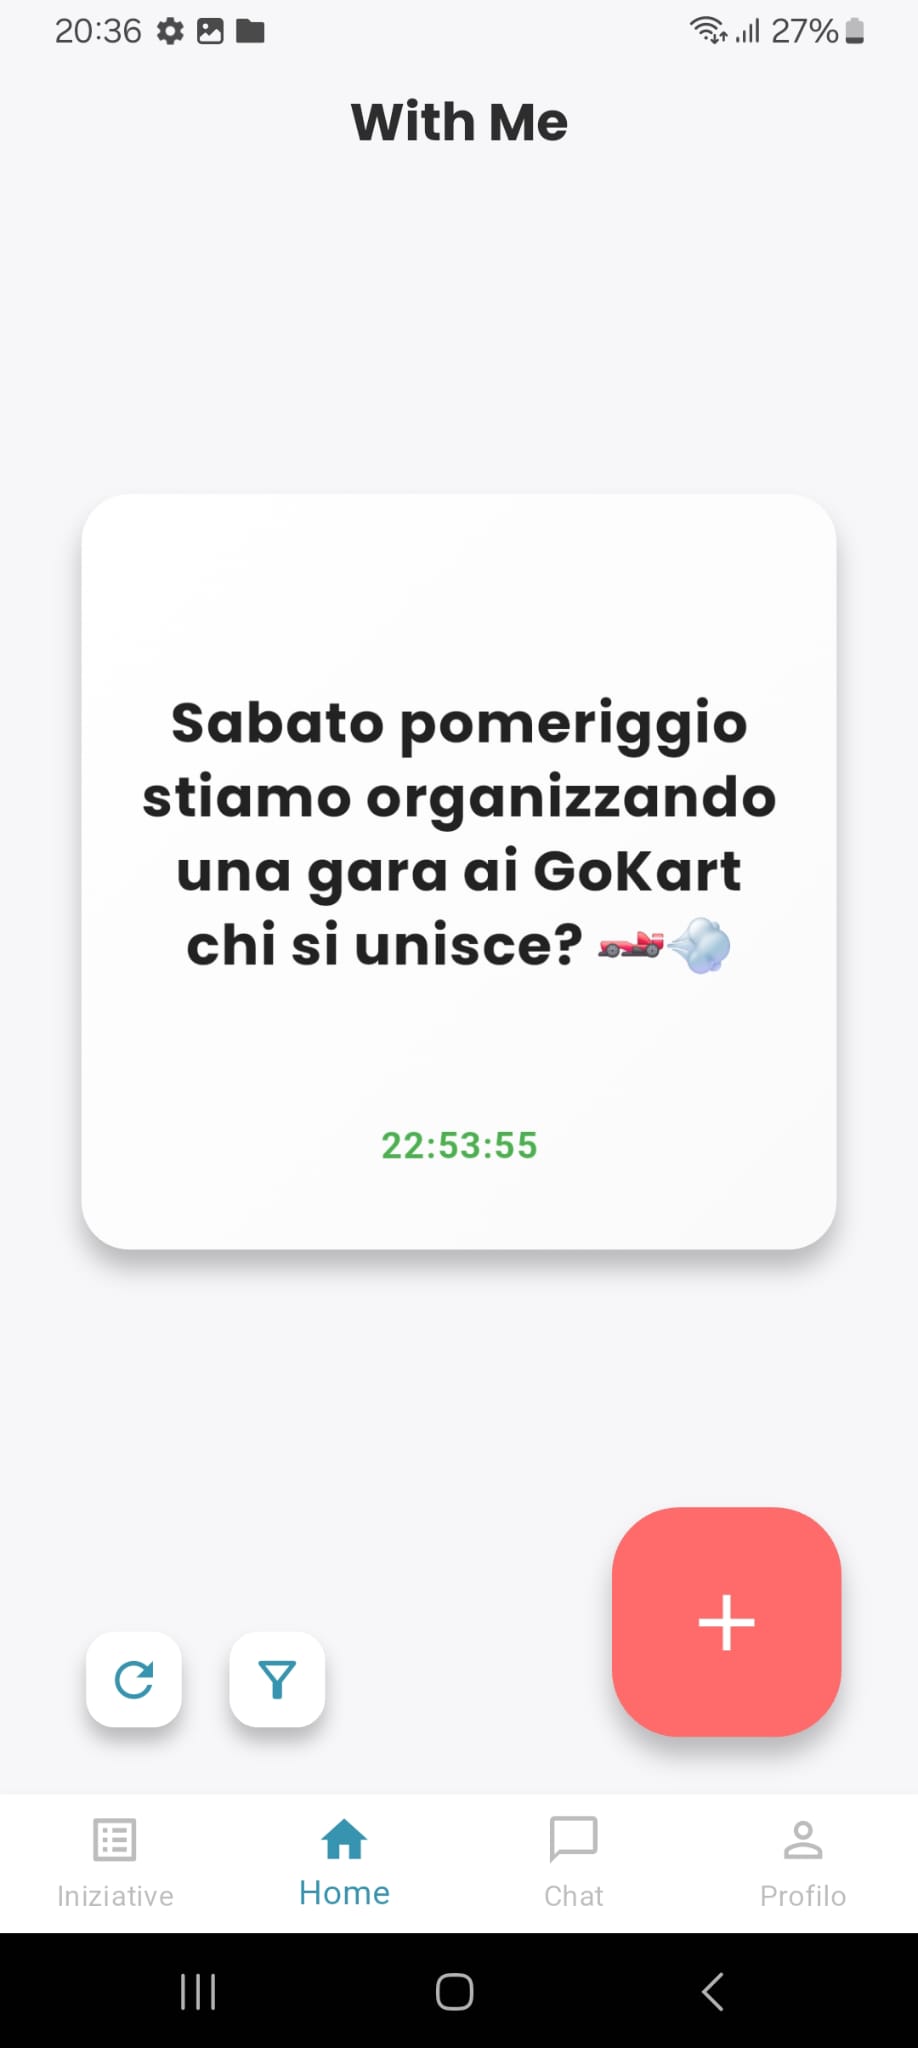 20:36 27%
With Me
Sabato pomeriggio
stiamo organizzando
una gara ai GoKart
chi si unisce? 🏎️💨
22:53:55
Iniziative Home Chat Profilo